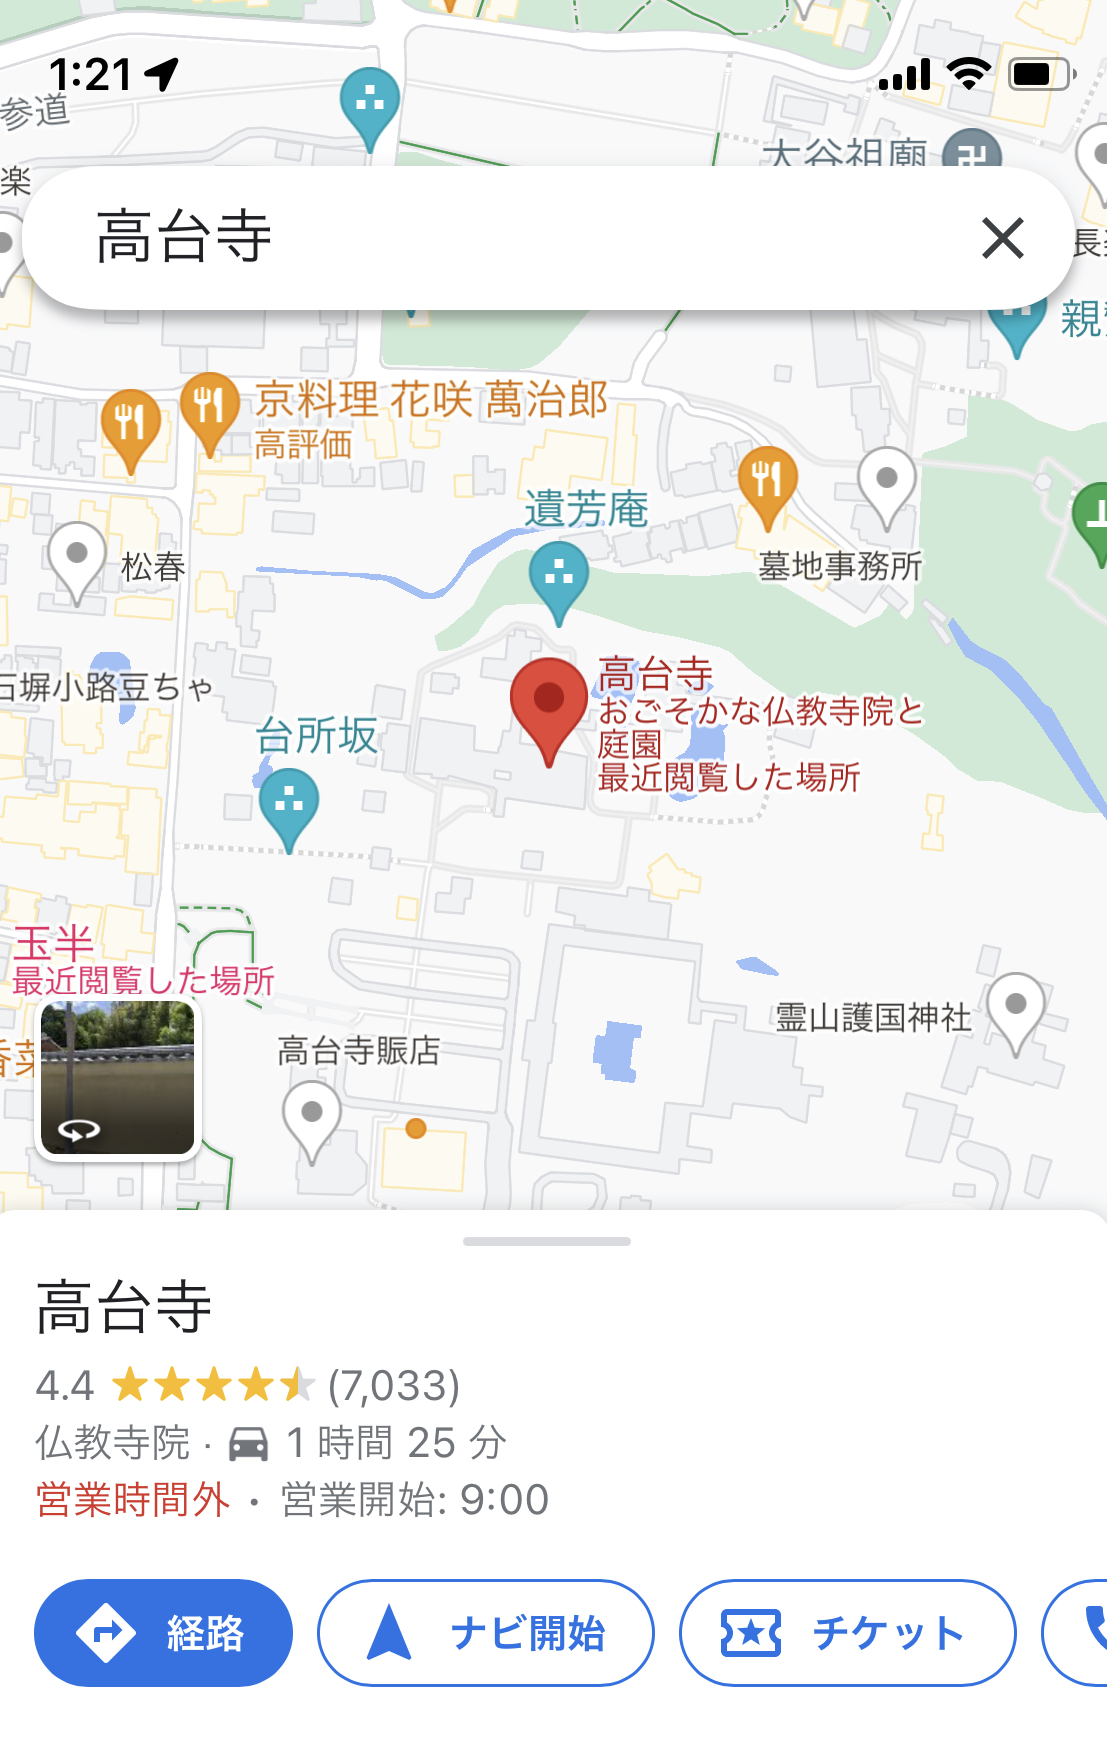 1:21
参道
楽
大谷祖廟
高台寺
長楽
親鸞
京料理 花咲 萬治郎
高評価
遺芳庵
松春
墓地事務所
石塀小路豆ちゃ
高台寺
おごそかな仏教寺院と
庭園
最近閲覧した場所
台所坂
玉半
最近閲覧した場所
香菜
高台寺賑店
霊山護国神社
高台寺
4.4 (7,033)
仏教寺院 · 1 時間 25 分
営業時間外 · 営業開始: 9:00
経路
ナビ開始
チケット